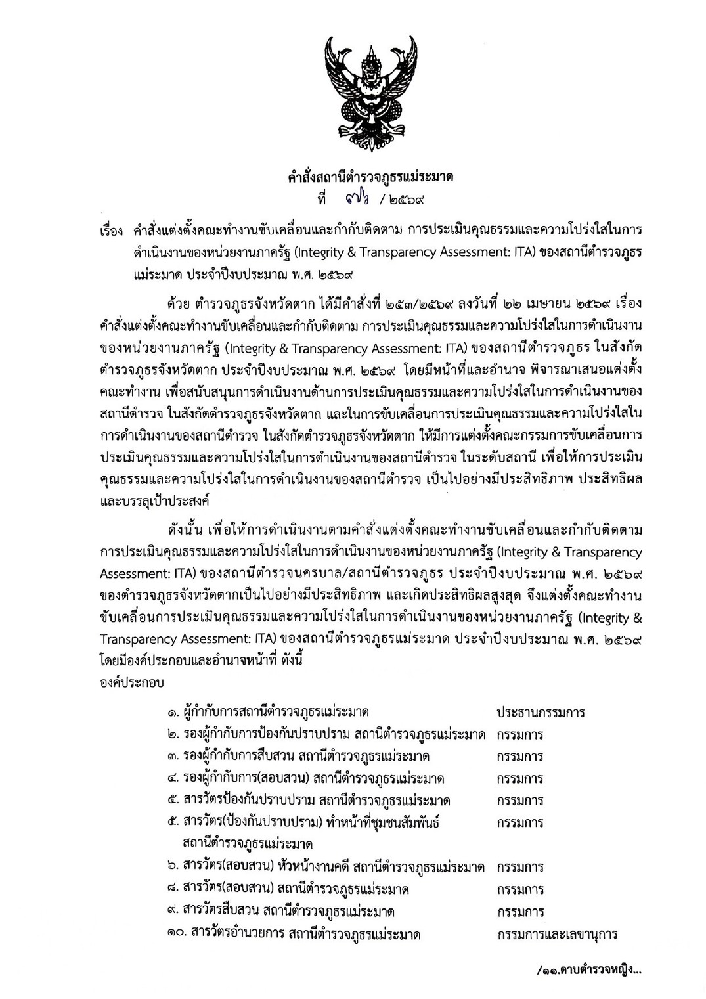 คำสั่งสถานีตำรวจภูธรแม่ระมาด
ที่ ๓๖ / ๒๕๖๙
เรื่อง คำสั่งแต่งตั้งคณะทำงานขับเคลื่อนและกำกับติดตาม การประเมินคุณธรรมและความโปร่งใสในการ
ดำเนินงานของหน่วยงานภาครัฐ (Integrity & Transparency Assessment: ITA) ของสถานีตำรวจภูธร
แม่ระมาด ประจำปีงบประมาณ พ.ศ. ๒๕๖๙
ด้วย ตำรวจภูธรจังหวัดตาก ได้มีคำสั่งที่ ๒๕๓/๒๕๖๙ ลงวันที่ ๒๒ เมษายน ๒๕๖๙ เรื่อง
คำสั่งแต่งตั้งคณะทำงานขับเคลื่อนและกำกับติดตาม การประเมินคุณธรรมและความโปร่งใสในการดำเนินงาน
ของหน่วยงานภาครัฐ (Integrity & Transparency Assessment: ITA) ของสถานีตำรวจภูธร ในสังกัด
ตำรวจภูธรจังหวัดตาก ประจำปีงบประมาณ พ.ศ. ๒๕๖๙ โดยมีหน้าที่และอำนาจ พิจารณาเสนอแต่งตั้ง
คณะทำงาน เพื่อสนับสนุนการดำเนินงานด้านการประเมินคุณธรรมและความโปร่งใสในการดำเนินงานของ
สถานีตำรวจ ในสังกัดตำรวจภูธรจังหวัดตาก และในการขับเคลื่อนการประเมินคุณธรรมและความโปร่งใสใน
การดำเนินงานของสถานีตำรวจ ในสังกัดตำรวจภูธรจังหวัดตาก ให้มีการแต่งตั้งคณะกรรมการขับเคลื่อนการ
ประเมินคุณธรรมและความโปร่งใสในการดำเนินงานของสถานีตำรวจ ในระดับสถานี เพื่อให้การประเมิน
คุณธรรมและความโปร่งใสในการดำเนินงานของสถานีตำรวจ เป็นไปอย่างมีประสิทธิภาพ ประสิทธิผล
และบรรลุเป้าประสงค์
ดังนั้น เพื่อให้การดำเนินงานตามคำสั่งแต่งตั้งคณะทำงานขับเคลื่อนและกำกับติดตาม
การประเมินคุณธรรมและความโปร่งใสในการดำเนินงานของหน่วยงานภาครัฐ (Integrity & Transparency
Assessment: ITA) ของสถานีตำรวจนครบาล/สถานีตำรวจภูธร ประจำปีงบประมาณ พ.ศ. ๒๕๖๙
ของตำรวจภูธรจังหวัดตากเป็นไปอย่างมีประสิทธิภาพ และเกิดประสิทธิผลสูงสุด จึงแต่งตั้งคณะทำงาน
ขับเคลื่อนการประเมินคุณธรรมและความโปร่งใสในการดำเนินงานของหน่วยงานภาครัฐ (Integrity &
Transparency Assessment: ITA) ของสถานีตำรวจภูธรแม่ระมาด ประจำปีงบประมาณ พ.ศ. ๒๕๖๙
โดยมีองค์ประกอบและอำนาจหน้าที่ ดังนี้
องค์ประกอบ
๑. ผู้กำกับการสถานีตำรวจภูธรแม่ระมาด ประธานกรรมการ
๒. รองผู้กำกับการป้องกันปราบปราม สถานีตำรวจภูธรแม่ระมาด กรรมการ
๓. รองผู้กำกับการสืบสวน สถานีตำรวจภูธรแม่ระมาด กรรมการ
๔. รองผู้กำกับการ(สอบสวน) สถานีตำรวจภูธรแม่ระมาด กรรมการ
๕. สารวัตรป้องกันปราบปราม สถานีตำรวจภูธรแม่ระมาด กรรมการ
๕. สารวัตร(ป้องกันปราบปราม) ทำหน้าที่ชุมชนสัมพันธ์ กรรมการ
สถานีตำรวจภูธรแม่ระมาด
๖. สารวัตร(สอบสวน) หัวหน้างานคดี สถานีตำรวจภูธรแม่ระมาด กรรมการ
๘. สารวัตร(สอบสวน) สถานีตำรวจภูธรแม่ระมาด กรรมการ
๙. สารวัตรสืบสวน สถานีตำรวจภูธรแม่ระมาด กรรมการ
๑๐. สารวัตรอำนวยการ สถานีตำรวจภูธรแม่ระมาด กรรมการและเลขานุการ
/๑๑.ดาบตำรวจหญิง...